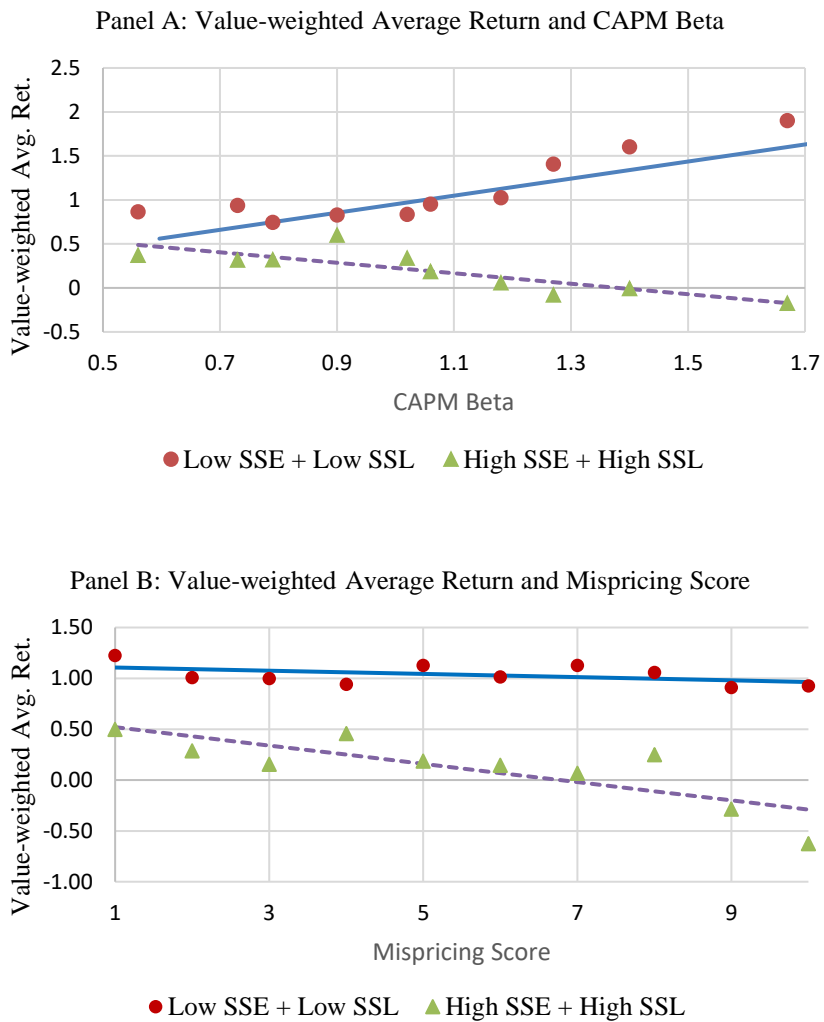 Panel A: Value-weighted Average Return and CAPM Beta
Value-weighted Avg. Ret.
2.5
2
1.5
1
0.5
0
-0.5
0.5 0.7 0.9 1.1 1.3 1.5 1.7
CAPM Beta
Low SSE + Low SSL High SSE + High SSL
Panel B: Value-weighted Average Return and Mispricing Score
Value-weighted Avg. Ret.
1.50
1.00
0.50
0.00
-0.50
-1.00
1 3 5 7 9
Mispricing Score
Low SSE + Low SSL High SSE + High SSL